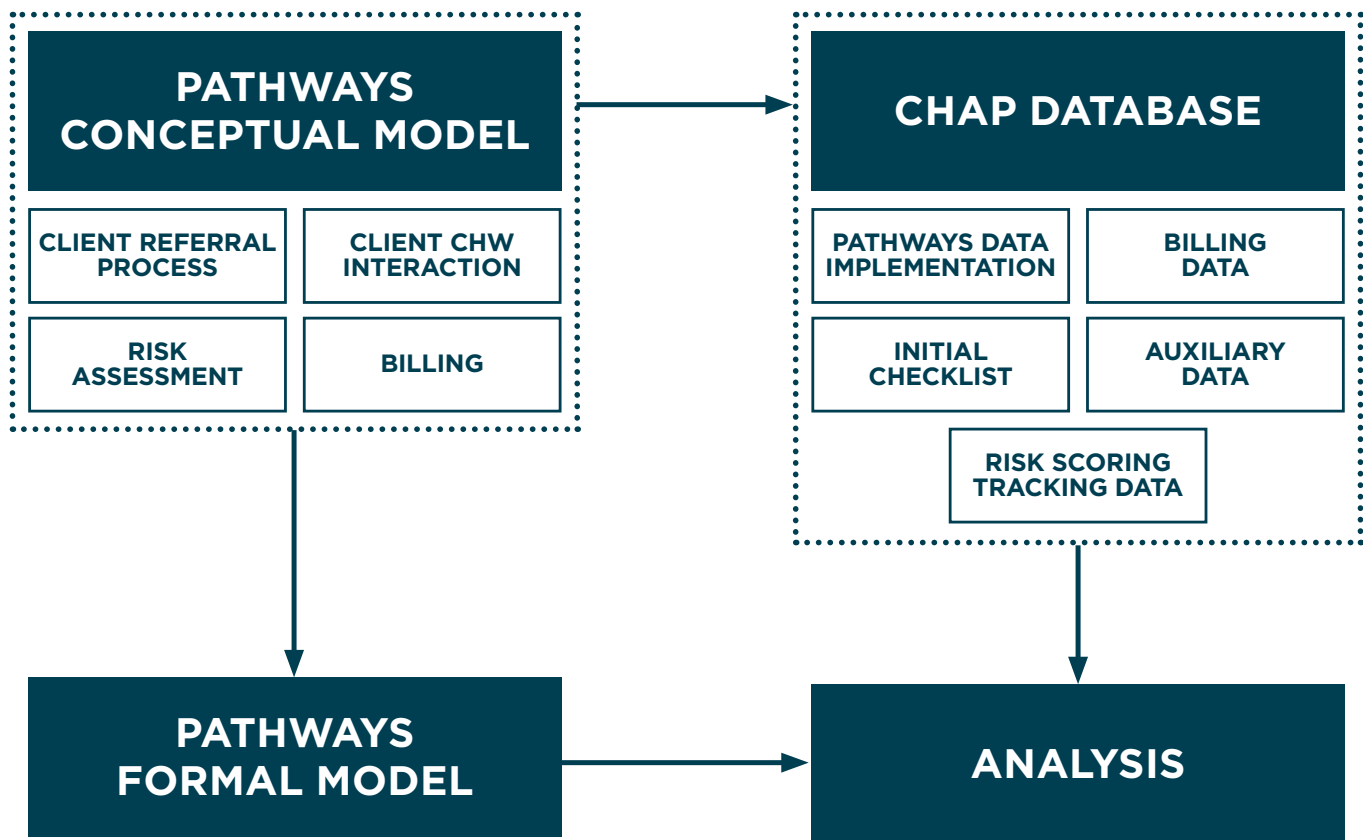 PATHWAYS
CONCEPTUAL MODEL
CLIENT REFERRAL
PROCESS
CLIENT CHW
INTERACTION
RISK
ASSESSMENT
BILLING
CHAP DATABASE
PATHWAYS DATA
IMPLEMENTATION
BILLING
DATA
INITIAL
CHECKLIST
AUXILIARY
DATA
RISK SCORING
TRACKING DATA
PATHWAYS
FORMAL MODEL
ANALYSIS